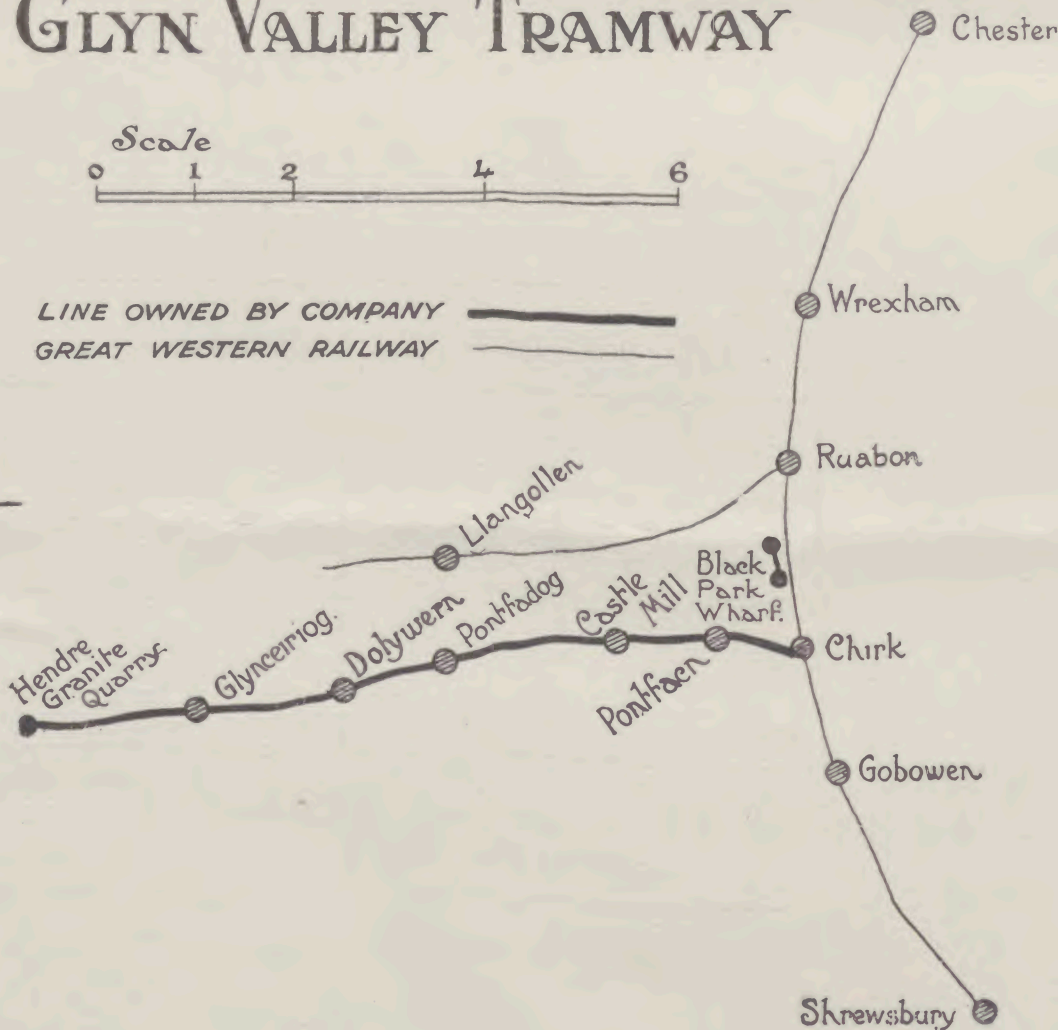 GLYN VALLEY TRAMWAY
Chester
Scale
0 1 2 4 6
Wrexham
LINE OWNED BY COMPANY
GREAT WESTERN RAILWAY
Ruabon
Llangollen
Black
Park
Wharf.
Castle
Mill
Pontfadog
Dolywern
Glynceiriog.
Hendre
Granite
Quarry
Pontfaen
Chirk
Gobowen
Shrewsbury